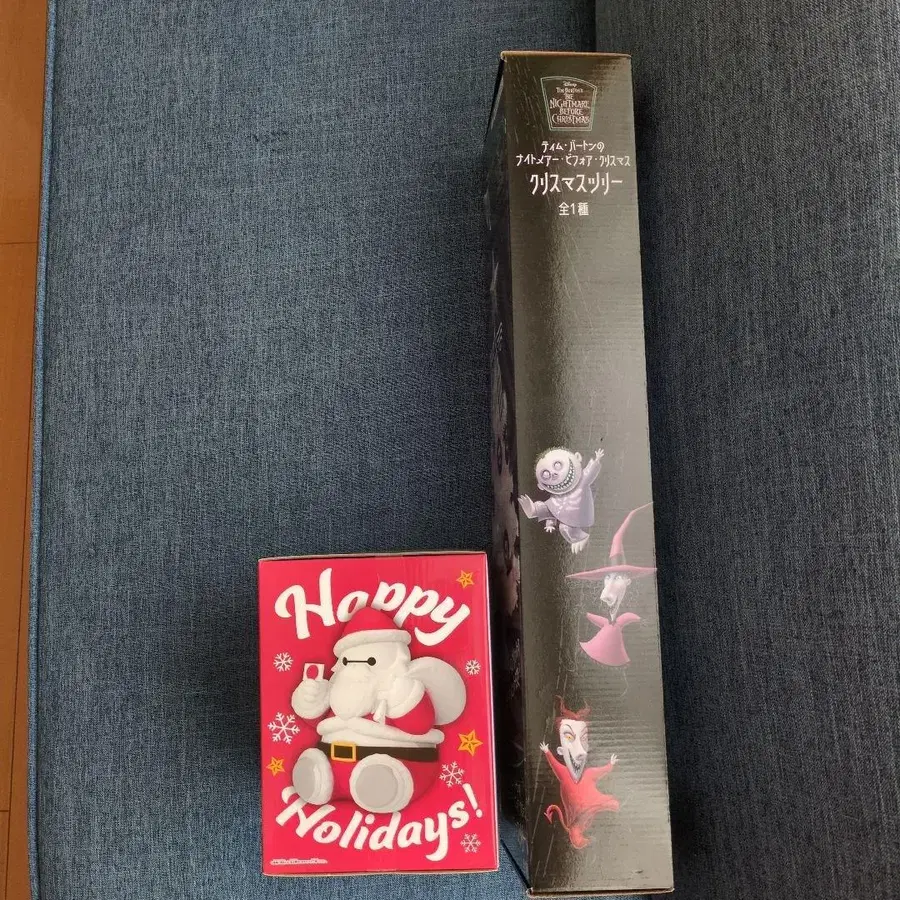 Disney
TIM BURTON'S
THE
NIGHTMARE
BEFORE
CHRISTMAS
ティム・バートンの
ナイトメアー・ビフォア・クリスマス
クリスマスツリー
全1種
Happy
Holidays!